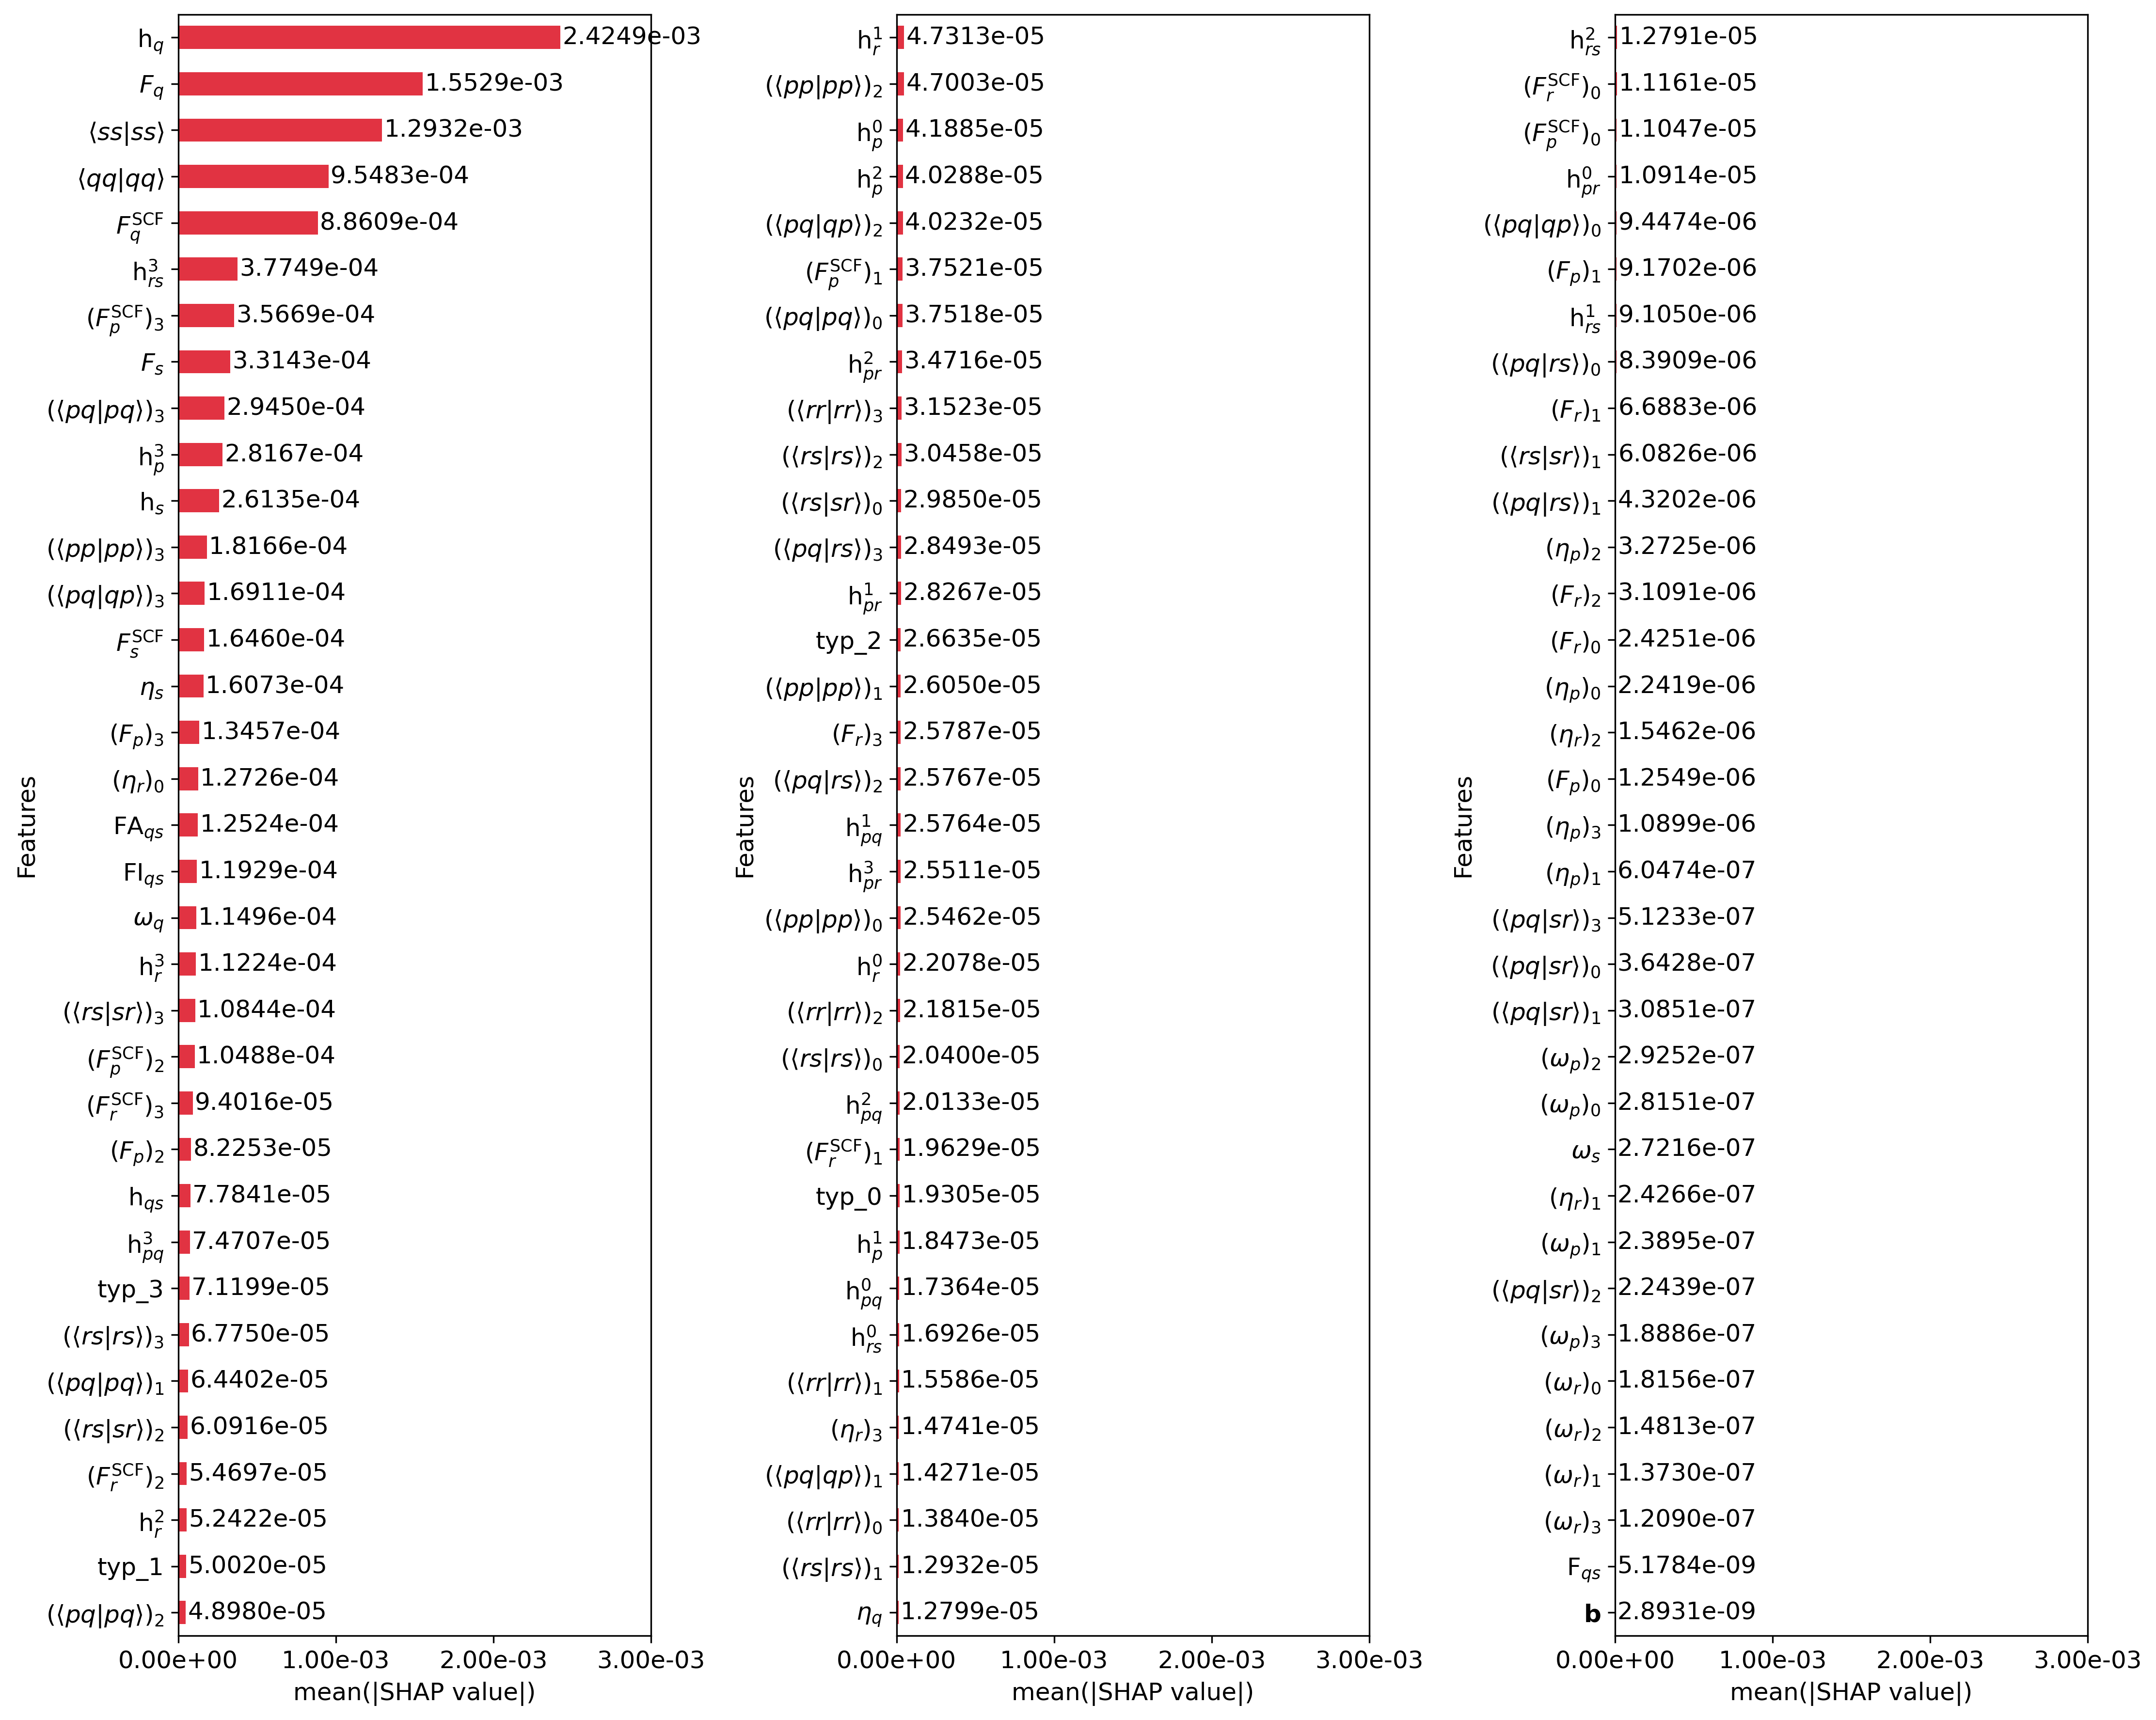 h_q 2.4249e-03
F_q 1.5529e-03
⟨ss|ss⟩ 1.2932e-03
⟨qq|qq⟩ 9.5483e-04
F_q^SCF 8.8609e-04
h_rs^3 3.7749e-04
(F_p^SCF)_3 3.5669e-04
F_s 3.3143e-04
(⟨pq|pq⟩)_3 2.9450e-04
h_p^3 2.8167e-04
h_s 2.6135e-04
(⟨pp|pp⟩)_3 1.8166e-04
(⟨pq|qp⟩)_3 1.6911e-04
F_s^SCF 1.6460e-04
η_s 1.6073e-04
(F_p)_3 1.3457e-04
(η_r)_0 1.2726e-04
FA_qs 1.2524e-04
FI_qs 1.1929e-04
ω_q 1.1496e-04
h_r^3 1.1224e-04
(⟨rs|sr⟩)_3 1.0844e-04
(F_p^SCF)_2 1.0488e-04
(F_r^SCF)_3 9.4016e-05
(F_p)_2 8.2253e-05
h_qs 7.7841e-05
h_pq^3 7.4707e-05
typ_3 7.1199e-05
(⟨rs|rs⟩)_3 6.7750e-05
(⟨pq|pq⟩)_1 6.4402e-05
(⟨rs|sr⟩)_2 6.0916e-05
(F_r^SCF)_2 5.4697e-05
h_r^2 5.2422e-05
typ_1 5.0020e-05
(⟨pq|pq⟩)_2 4.8980e-05
0.00e+00 1.00e-03 2.00e-03 3.00e-03
mean(|SHAP value|)
Features
h_r^1 4.7313e-05
(⟨pp|pp⟩)_2 4.7003e-05
h_p^0 4.1885e-05
h_p^2 4.0288e-05
(⟨pq|qp⟩)_2 4.0232e-05
(F_p^SCF)_1 3.7521e-05
(⟨pq|pq⟩)_0 3.7518e-05
h_pr^2 3.4716e-05
(⟨rr|rr⟩)_3 3.1523e-05
(⟨rs|rs⟩)_2 3.0458e-05
(⟨rs|sr⟩)_0 2.9850e-05
(⟨pq|rs⟩)_3 2.8493e-05
h_pr^1 2.8267e-05
typ_2 2.6635e-05
(⟨pp|pp⟩)_1 2.6050e-05
(F_r)_3 2.5787e-05
(⟨pq|rs⟩)_2 2.5767e-05
h_pq^1 2.5764e-05
h_pr^3 2.5511e-05
(⟨pp|pp⟩)_0 2.5462e-05
h_r^0 2.2078e-05
(⟨rr|rr⟩)_2 2.1815e-05
(⟨rs|rs⟩)_0 2.0400e-05
h_pq^2 2.0133e-05
(F_r^SCF)_1 1.9629e-05
typ_0 1.9305e-05
h_p^1 1.8473e-05
h_pq^0 1.7364e-05
h_rs^0 1.6926e-05
(⟨rr|rr⟩)_1 1.5586e-05
(η_r)_3 1.4741e-05
(⟨pq|qp⟩)_1 1.4271e-05
(⟨rr|rr⟩)_0 1.3840e-05
(⟨rs|rs⟩)_1 1.2932e-05
η_q 1.2799e-05
0.00e+00 1.00e-03 2.00e-03 3.00e-03
mean(|SHAP value|)
Features
h_rs^2 1.2791e-05
(F_r^SCF)_0 1.1161e-05
(F_p^SCF)_0 1.1047e-05
h_pr^0 1.0914e-05
(⟨pq|qp⟩)_0 9.4474e-06
(F_p)_1 9.1702e-06
h_rs^1 9.1050e-06
(⟨pq|rs⟩)_0 8.3909e-06
(F_r)_1 6.6883e-06
(⟨rs|sr⟩)_1 6.0826e-06
(⟨pq|rs⟩)_1 4.3202e-06
(η_p)_2 3.2725e-06
(F_r)_2 3.1091e-06
(F_r)_0 2.4251e-06
(η_p)_0 2.2419e-06
(η_r)_2 1.5462e-06
(F_p)_0 1.2549e-06
(η_p)_3 1.0899e-06
(η_p)_1 6.0474e-07
(⟨pq|sr⟩)_3 5.1233e-07
(⟨pq|sr⟩)_0 3.6428e-07
(⟨pq|sr⟩)_1 3.0851e-07
(ω_p)_2 2.9252e-07
(ω_p)_0 2.8151e-07
ω_s 2.7216e-07
(η_r)_1 2.4266e-07
(ω_p)_1 2.3895e-07
(⟨pq|sr⟩)_2 2.2439e-07
(ω_p)_3 1.8886e-07
(ω_r)_0 1.8156e-07
(ω_r)_2 1.4813e-07
(ω_r)_1 1.3730e-07
(ω_r)_3 1.2090e-07
F_qs 5.1784e-09
b 2.8931e-09
0.00e+00 1.00e-03 2.00e-03 3.00e-03
mean(|SHAP value|)
Features